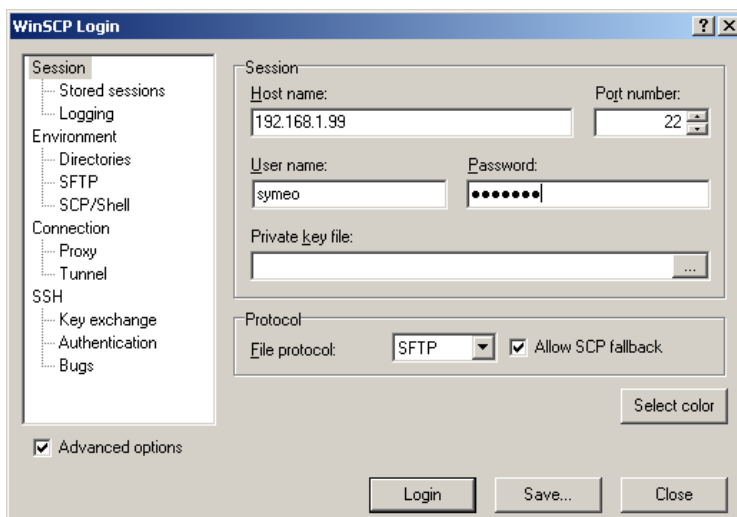 WinSCP Login
Session
Stored sessions
Logging
Environment
Directories
SFTP
SCP/Shell
Connection
Proxy
Tunnel
SSH
Key exchange
Authentication
Bugs
Advanced options
Session
Host name: Port number:
192.168.1.99 22
User name: Password:
symeo ●●●●●●●
Private key file:
...
Protocol
File protocol: SFTP Allow SCP fallback
Select color
Login Save... Close